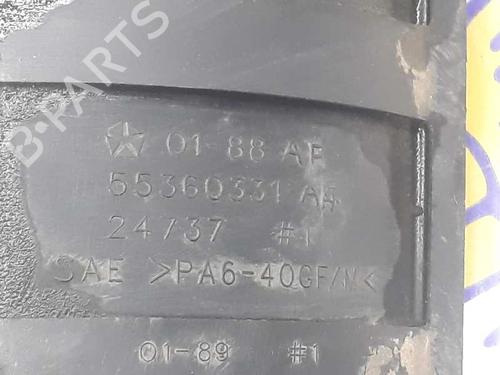 B-PARTS
01-88 AF
55360331 AA
24737 #1
SAE >PA6-40GF/M<
01-89 #1